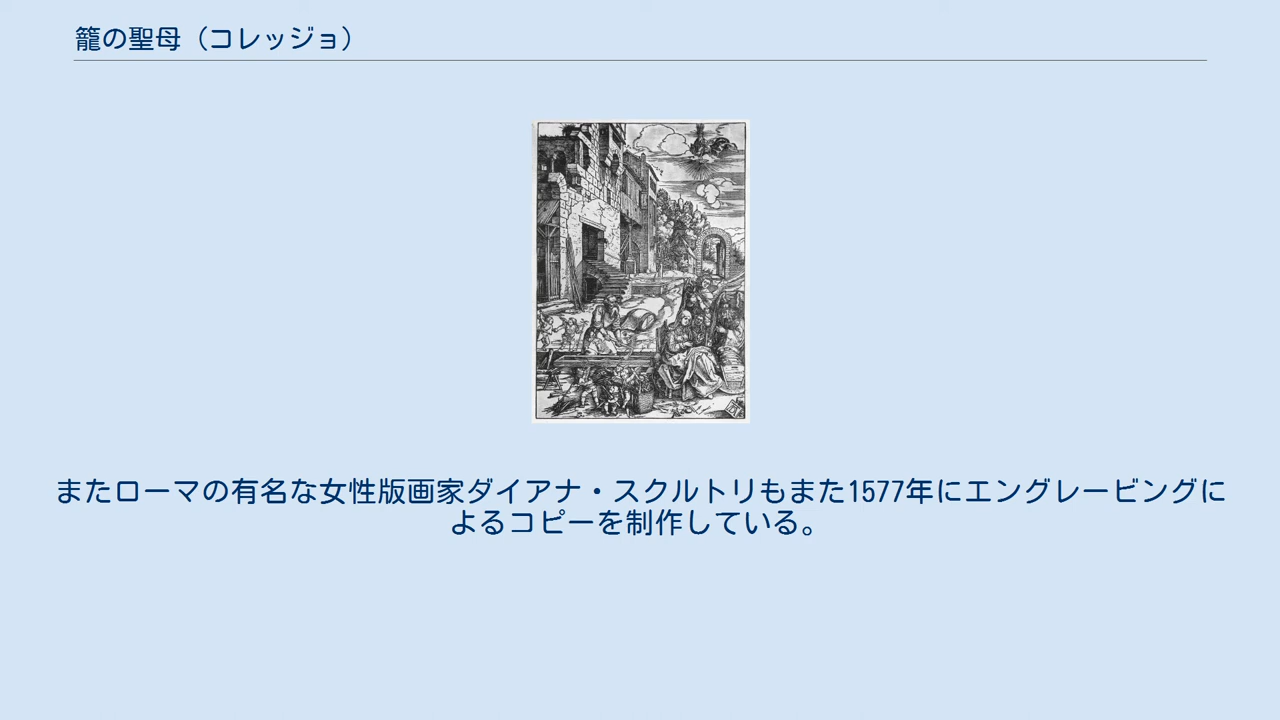 籠の聖母（コレッジョ）
またローマの有名な女性版画家ダイアナ・スクルトリもまた1577年にエングレービングに
よるコピーを制作している。